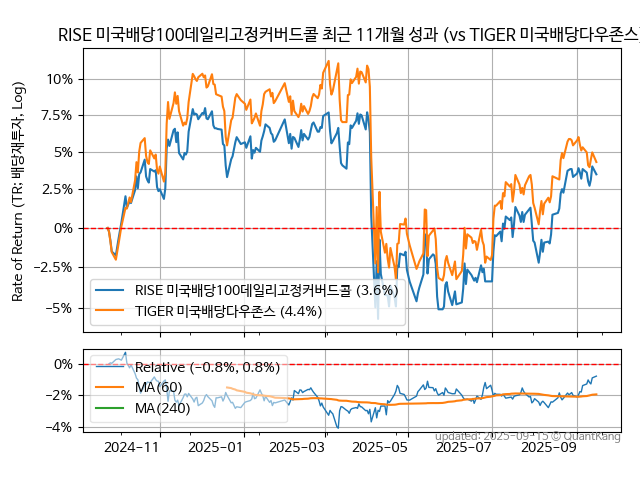 RISE 미국배당100데일리고정커버드콜 최근 11개월 성과 (vs TIGER 미국배당다우존스)
Rate of Return (TR: 배당재투자, Log)
10%
7.5%
5%
2.5%
0%
−2.5%
−5%
RISE 미국배당100데일리고정커버드콜 (3.6%)
TIGER 미국배당다우존스 (4.4%)
0%
−2%
−4%
Relative (−0.8%, 0.8%)
MA(60)
MA(240)
updated: 2025-09-15 © QuantKang
2024−11
2025−01
2025−03
2025−05
2025−07
2025−09